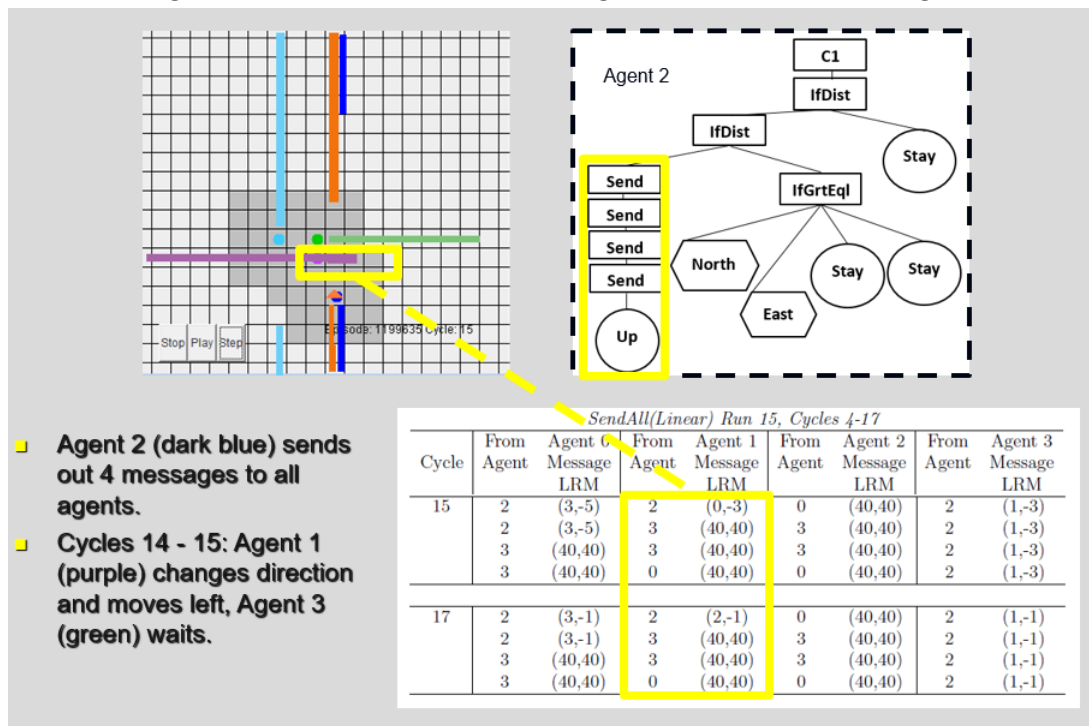 Stop Play Step
Episode: 1199635 Cycle: 15
Agent 2
C1
IfDist
IfDist
Stay
Send
IfGrtEql
Send
Send
Send
North
Stay
Stay
East
Up
Agent 2 (dark blue) sends
out 4 messages to all
agents.
Cycles 14 - 15: Agent 1
(purple) changes direction
and moves left, Agent 3
(green) waits.
SendAll(Linear) Run 15, Cycles 4-17
From Agent 0 From Agent 1 From Agent 2 From Agent 3
Cycle Agent Message Agent Message Agent Message Agent Message
LRM LRM LRM LRM
15 2 (3,-5) 2 (0,-3) 0 (40,40) 2 (1,-3)
2 (3,-5) 3 (40,40) 3 (40,40) 2 (1,-3)
3 (40,40) 3 (40,40) 3 (40,40) 2 (1,-3)
3 (40,40) 0 (40,40) 0 (40,40) 2 (1,-3)
17 2 (3,-1) 2 (2,-1) 0 (40,40) 2 (1,-1)
2 (3,-1) 3 (40,40) 3 (40,40) 2 (1,-1)
3 (40,40) 3 (40,40) 3 (40,40) 2 (1,-1)
3 (40,40) 0 (40,40) 0 (40,40) 2 (1,-1)